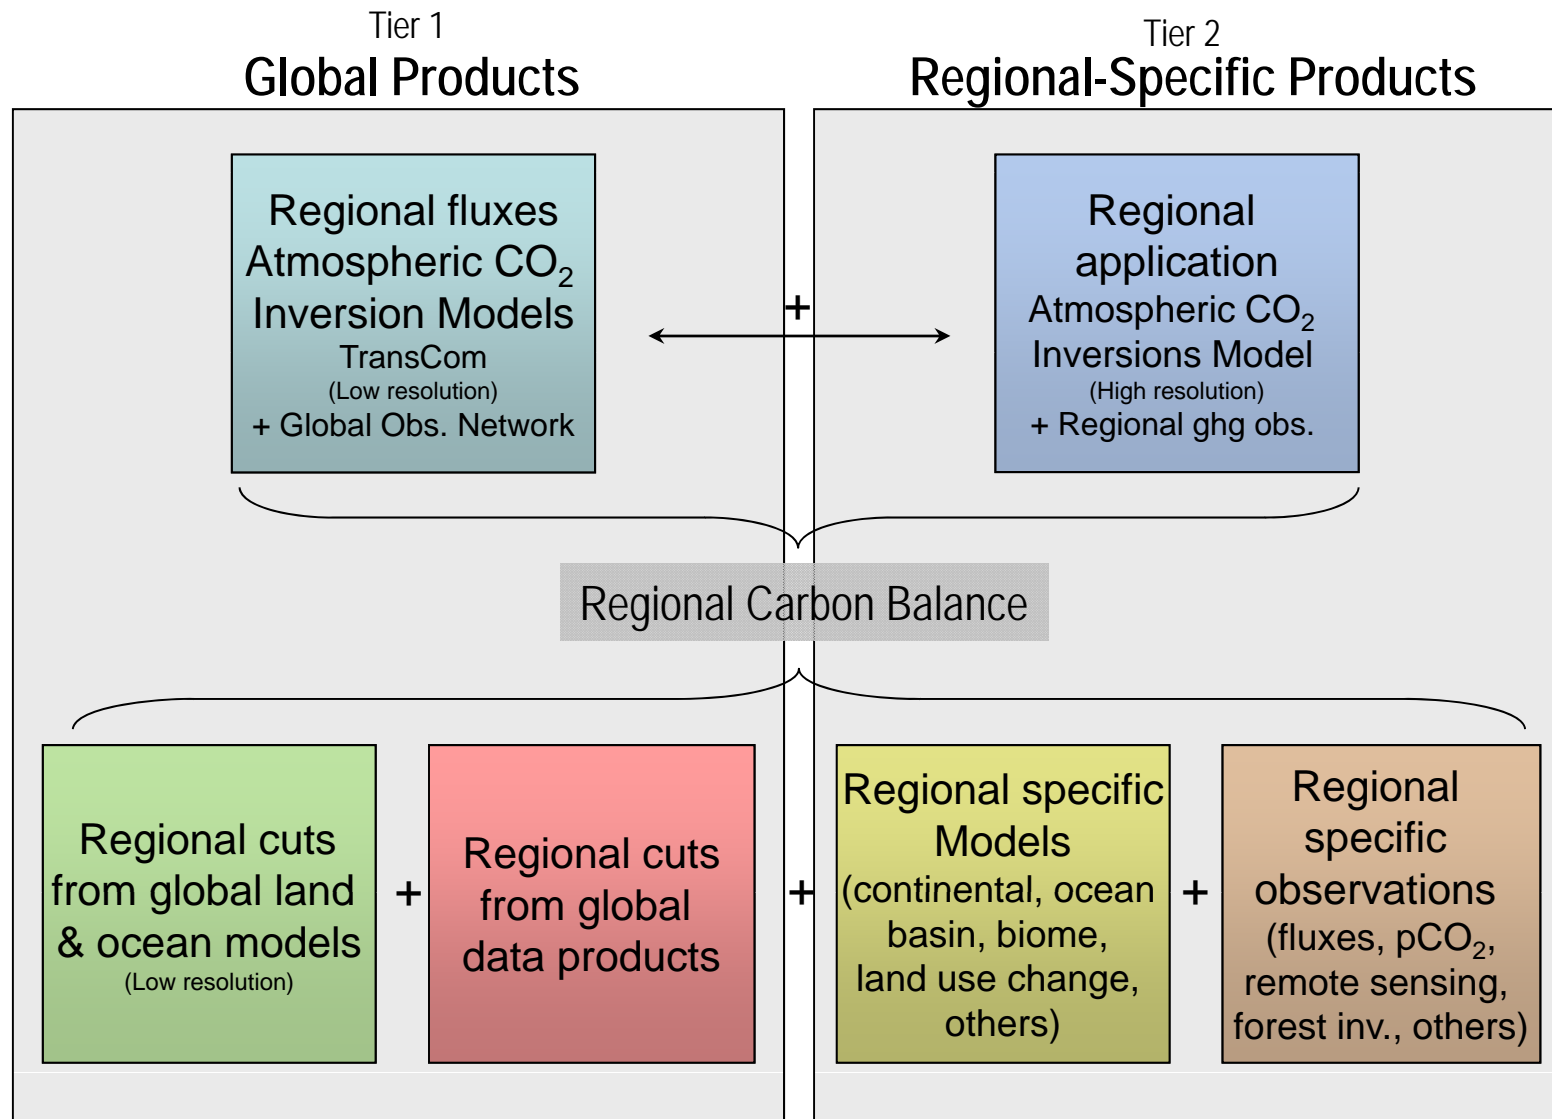 Tier 1
Global Products
Tier 2
Regional-Specific Products
Regional fluxes
Atmospheric CO₂
Inversion Models
TransCom
(Low resolution)
+ Global Obs. Network
+
Regional
application
Atmospheric CO₂
Inversions Model
(High resolution)
+ Regional ghg obs.
Regional Carbon Balance
Regional cuts
from global land
& ocean models
(Low resolution)
+
Regional cuts
from global
data products
+
Regional specific
Models
(continental, ocean
basin, biome,
land use change,
others)
+
Regional
specific
observations
(fluxes, pCO₂,
remote sensing,
forest inv., others)